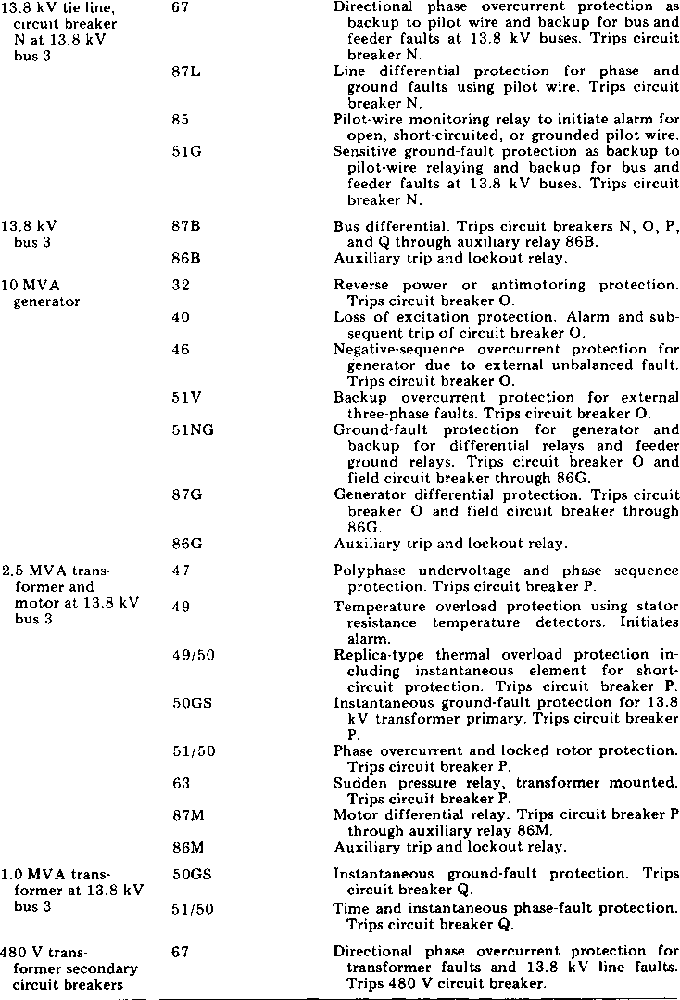 13.8 kV tie line, 67 Directional phase overcurrent protection as
circuit breaker backup to pilot wire and backup for bus and
N at 13.8 kV feeder faults at 13.8 kV buses. Trips circuit
bus 3 breaker N.
87L Line differential protection for phase and
ground faults using pilot wire. Trips circuit
breaker N.
85 Pilot-wire monitoring relay to initiate alarm for
open, short-circuited, or grounded pilot wire.
51G Sensitive ground-fault protection as backup to
pilot-wire relaying and backup for bus and
feeder faults at 13.8 kV buses. Trips circuit
breaker N.
13.8 kV 87B Bus differential. Trips circuit breakers N, O, P,
bus 3 and Q through auxiliary relay 86B.
86B Auxiliary trip and lockout relay.
10 MVA 32 Reverse power or antimotoring protection.
generator Trips circuit breaker O.
40 Loss of excitation protection. Alarm and sub-
sequent trip of circuit breaker O.
46 Negative-sequence overcurrent protection for
generator due to external unbalanced fault.
Trips circuit breaker O.
51V Backup overcurrent protection for external
three-phase faults. Trips circuit breaker O.
51NG Ground-fault protection for generator and
backup for differential relays and feeder
ground relays. Trips circuit breaker O and
field circuit breaker through 86G.
87G Generator differential protection. Trips circuit
breaker O and field circuit breaker through
86G.
86G Auxiliary trip and lockout relay.
2.5 MVA trans- 47 Polyphase undervoltage and phase sequence
former and protection. Trips circuit breaker P.
motor at 13.8 kV 49 Temperature overload protection using stator
bus 3 resistance temperature detectors. Initiates
alarm.
49/50 Replica-type thermal overload protection in-
cluding instantaneous element for short-
circuit protection. Trips circuit breaker P.
50GS Instantaneous ground-fault protection for 13.8
kV transformer primary. Trips circuit breaker
P.
51/50 Phase overcurrent and locked rotor protection.
Trips circuit breaker P.
63 Sudden pressure relay, transformer mounted.
Trips circuit breaker P.
87M Motor differential relay. Trips circuit breaker P
through auxiliary relay 86M.
86M Auxiliary trip and lockout relay.
1.0 MVA trans- 50GS Instantaneous ground-fault protection. Trips
former at 13.8 kV circuit breaker Q.
bus 3 51/50 Time and instantaneous phase-fault protection.
Trips circuit breaker Q.
480 V trans- 67 Directional phase overcurrent protection for
former secondary transformer faults and 13.8 kV line faults.
circuit breakers Trips 480 V circuit breaker.